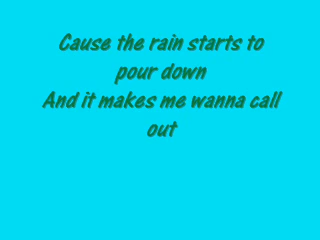 Cause the rain starts to
pour down
And it makes me wanna call
out